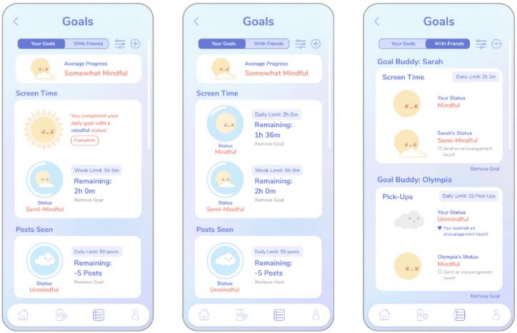 Goals
Your Goals
With Friends
Average Progress
Somewhat Mindful
Screen Time
You completed your
daily goal with a
mindful status!
Complete
Week Limit: 5h 0m
Remaining:
2h 0m
Remove Goal
Status
Semi-Mindful
Posts Seen
Daily Limit: 50 posts
Remaining:
-5 Posts
Remove Goal
Status
Unmindful
Goals
Your Goals
With Friends
Average Progress
Somewhat Mindful
Screen Time
Daily Limit: 2h 0m
Remaining:
1h 36m
Remove Goal
Status
Mindful
Week Limit: 5h 0m
Remaining:
2h 0m
Remove Goal
Status
Semi-Mindful
Posts Seen
Daily Limit: 50 posts
Remaining:
-5 Posts
Remove Goal
Status
Unmindful
Goals
Your Goals
With Friends
Goal Buddy: Sarah
Screen Time
Daily Limit: 2h 0m
Your Status
Mindful
Sarah's Status
Semi-Mindful
Send an encouragement
heart!
Remove Goal
Goal Buddy: Olympia
Pick-Ups
Daily Limit: 15 Pick-Ups
Your Status
Unmindful
You received an
encouragement heart!
Olympia's Status
Mindful
Send an encouragement
heart!
Remove Goal